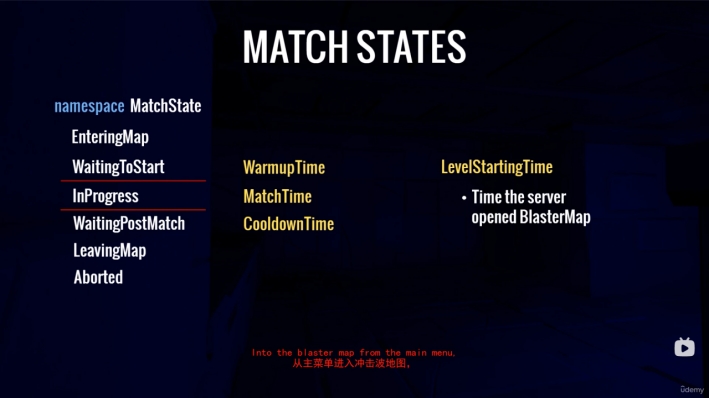 MATCH STATES
namespace MatchState
EnteringMap
WaitingToStart
InProgress
WaitingPostMatch
LeavingMap
Aborted
WarmupTime
MatchTime
CooldownTime
LevelStartingTime
• Time the server
opened BlasterMap
Into the blaster map from the main menu.
从主菜单进入冲击波地图，
ûdemy